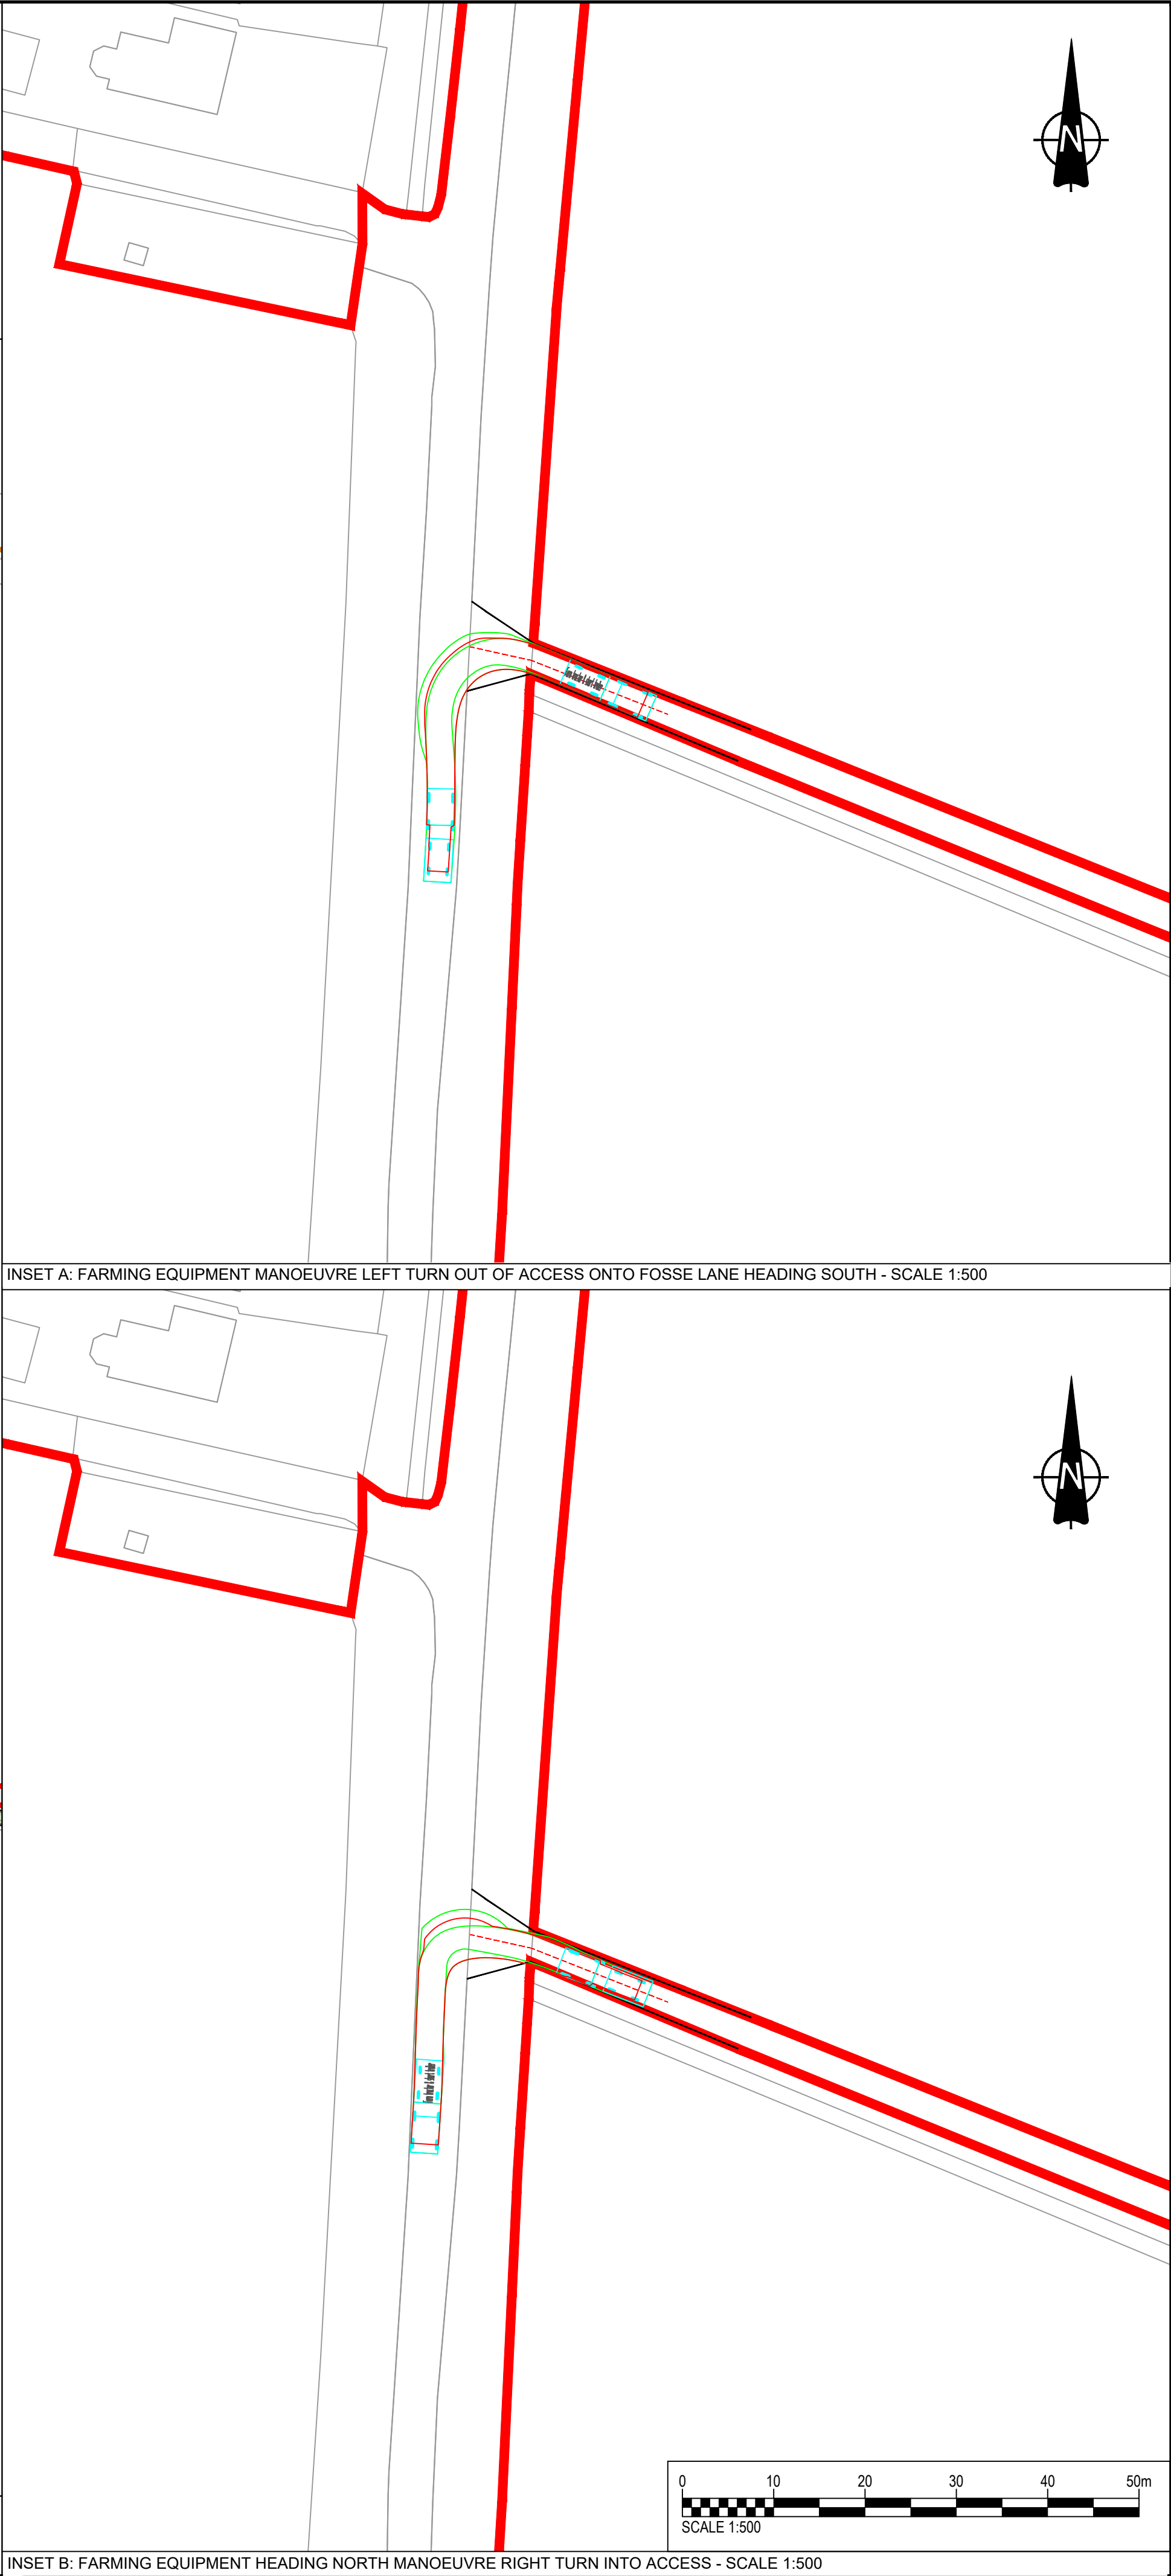 N
INSET A: FARMING EQUIPMENT MANOEUVRE LEFT TURN OUT OF ACCESS ONTO FOSSE LANE HEADING SOUTH - SCALE 1:500
N
0 10 20 30 40 50m
SCALE 1:500
INSET B: FARMING EQUIPMENT HEADING NORTH MANOEUVRE RIGHT TURN INTO ACCESS - SCALE 1:500